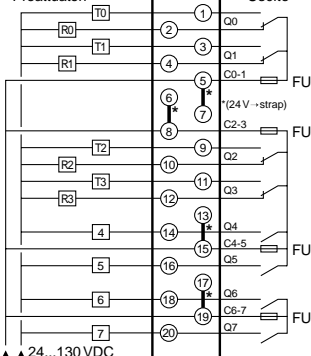 T0 1 Q0
R0 2
T1 3
R1 4 Q1
5 C0-1 FU
6 * * *(24 V→strap)
7
8 C2-3 FU
T2 9
R2 10 Q2
T3 11
R3 12 Q3
13
4 14 * Q4
15 C4-5 FU
5 16 Q5
17
6 18 * Q6
19 C6-7 FU
7 20 Q7
24...130 VDC